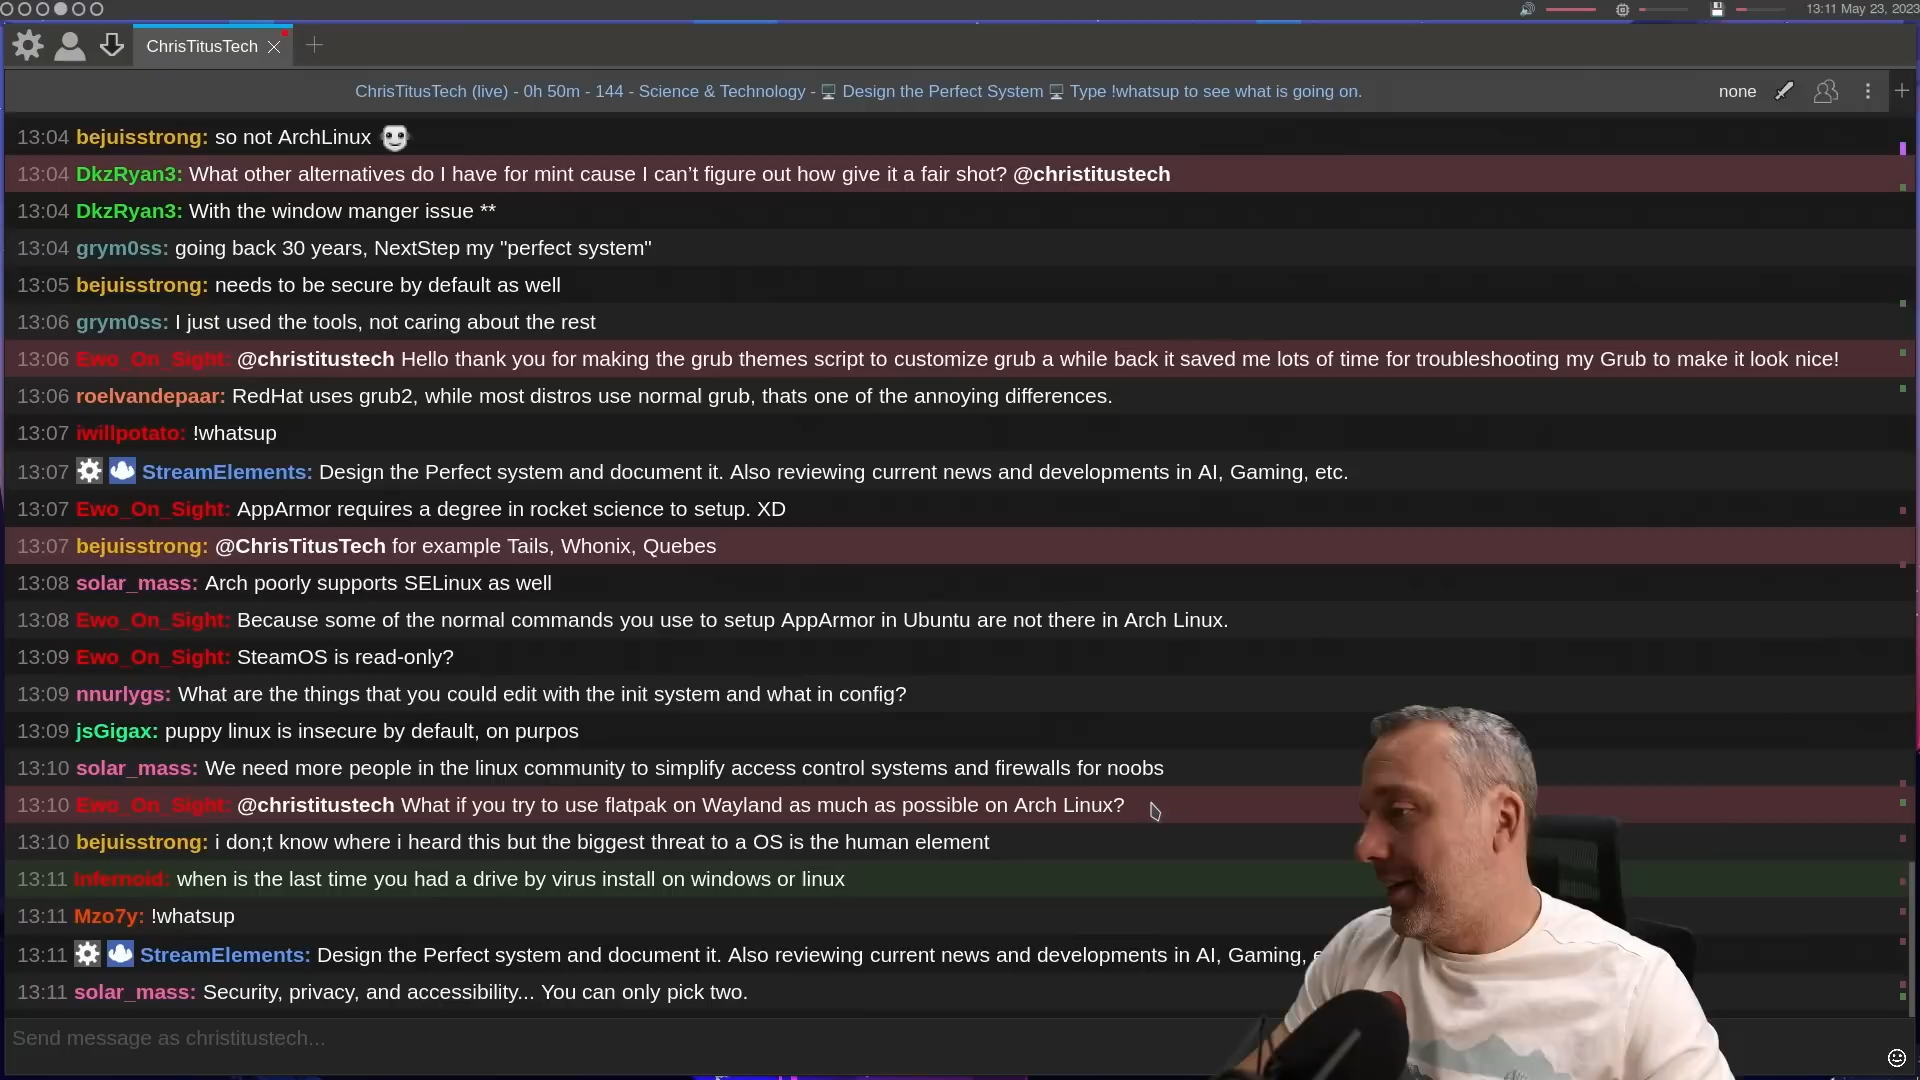 13:11 May 23, 2023
ChrisTitusTech
ChrisTitusTech (live) - 0h 50m - 144 - Science & Technology - 🖥️ Design the Perfect System 🖥️ Type !whatsup to see what is going on.
none
13:04 bejuisstrong: so not ArchLinux
13:04 DkzRyan3: What other alternatives do I have for mint cause I can’t figure out how give it a fair shot? @christitustech
13:04 DkzRyan3: With the window manger issue **
13:04 grym0ss: going back 30 years, NextStep my "perfect system"
13:05 bejuisstrong: needs to be secure by default as well
13:06 grym0ss: I just used the tools, not caring about the rest
13:06 Ewo_On_Sight: @christitustech Hello thank you for making the grub themes script to customize grub a while back it saved me lots of time for troubleshooting my Grub to make it look nice!
13:06 roelvandepaar: RedHat uses grub2, while most distros use normal grub, thats one of the annoying differences.
13:07 iwillpotato: !whatsup
13:07 StreamElements: Design the Perfect system and document it. Also reviewing current news and developments in AI, Gaming, etc.
13:07 Ewo_On_Sight: AppArmor requires a degree in rocket science to setup. XD
13:07 bejuisstrong: @ChrisTitusTech for example Tails, Whonix, Quebes
13:08 solar_mass: Arch poorly supports SELinux as well
13:08 Ewo_On_Sight: Because some of the normal commands you use to setup AppArmor in Ubuntu are not there in Arch Linux.
13:09 Ewo_On_Sight: SteamOS is read-only?
13:09 nnurlygs: What are the things that you could edit with the init system and what in config?
13:09 jsGigax: puppy linux is insecure by default, on purpos
13:10 solar_mass: We need more people in the linux community to simplify access control systems and firewalls for noobs
13:10 Ewo_On_Sight: @christitustech What if you try to use flatpak on Wayland as much as possible on Arch Linux?
13:10 bejuisstrong: i don;t know where i heard this but the biggest threat to a OS is the human element
13:11 Infernoid: when is the last time you had a drive by virus install on windows or linux
13:11 Mzo7y: !whatsup
13:11 StreamElements: Design the Perfect system and document it. Also reviewing current news and developments in AI, Gaming,
13:11 solar_mass: Security, privacy, and accessibility... You can only pick two.
Send message as christitustech...